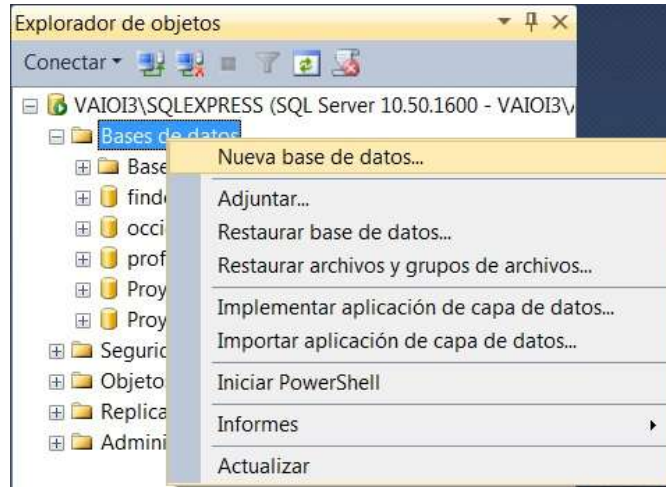 Explorador de objetos
Conectar
VAIOI3\SQLEXPRESS (SQL Server 10.50.1600 - VAIOI3\
Bases de datos
Nueva base de datos...
Base
Adjuntar...
find
Restaurar base de datos...
occi
Restaurar archivos y grupos de archivos...
prof
Proy
Implementar aplicación de capa de datos...
Proy
Importar aplicación de capa de datos...
Segurid
Iniciar PowerShell
Objeto
Replica
Informes
Admini
Actualizar